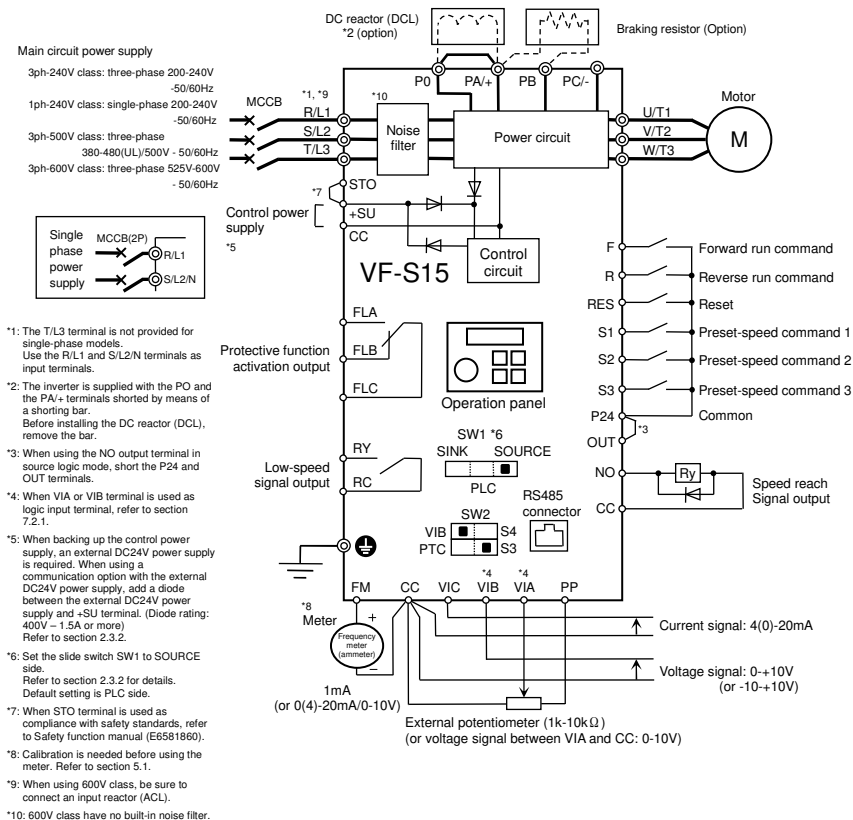 DC reactor (DCL)
*2 (option)
Braking resistor (Option)
Main circuit power supply
3ph-240V class: three-phase 200-240V
-50/60Hz
1ph-240V class: single-phase 200-240V
-50/60Hz
3ph-500V class: three-phase
380-480(UL)/500V - 50/60Hz
3ph-600V class: three-phase 525V-600V
- 50/60Hz
MCCB
*1, *9
R/L1
S/L2
T/L3
*10
Noise
filter
P0
PA/+
PB
PC/-
Power circuit
U/T1
V/T2
W/T3
Motor
M
*7
STO
Control power
supply
*5
+SU
CC
Control
circuit
VF-S15
Single
phase
power
supply
MCCB(2P)
R/L1
S/L2/N
F
Forward run command
R
Reverse run command
RES
Reset
S1
Preset-speed command 1
S2
Preset-speed command 2
S3
Preset-speed command 3
P24
Common
*3
OUT
NO
Ry
CC
Speed reach
Signal output
FLA
FLB
FLC
Protective function
activation output
Operation panel
SW1 *6
SINK
SOURCE
PLC
RY
RC
Low-speed
signal output
RS485
connector
SW2
VIB
S4
PTC
S3
FM
CC
VIC
*4
VIB
*4
VIA
PP
*8
Meter
+
Frequency
meter
(ammeter)
−
1mA
(or 0(4)-20mA/0-10V)
Current signal: 4(0)-20mA
Voltage signal: 0-+10V
(or -10-+10V)
External potentiometer (1k-10kΩ)
(or voltage signal between VIA and CC: 0-10V)
*1: The T/L3 terminal is not provided for
single-phase models.
Use the R/L1 and S/L2/N terminals as
input terminals.
*2: The inverter is supplied with the PO and
the PA/+ terminals shorted by means of
a shorting bar.
Before installing the DC reactor (DCL),
remove the bar.
*3: When using the NO output terminal in
source logic mode, short the P24 and
OUT terminals.
*4: When VIA or VIB terminal is used as
logic input terminal, refer to section
7.2.1.
*5: When backing up the control power
supply, an external DC24V power supply
is required. When using a
communication option with the external
DC24V power supply, add a diode
between the external DC24V power
supply and +SU terminal. (Diode rating:
400V – 1.5A or more)
Refer to section 2.3.2.
*6: Set the slide switch SW1 to SOURCE
side.
Refer to section 2.3.2 for details.
Default setting is PLC side.
*7: When STO terminal is used as
compliance with safety standards, refer
to Safety function manual (E6581860).
*8: Calibration is needed before using the
meter. Refer to section 5.1.
*9: When using 600V class, be sure to
connect an input reactor (ACL).
*10: 600V class have no built-in noise filter.